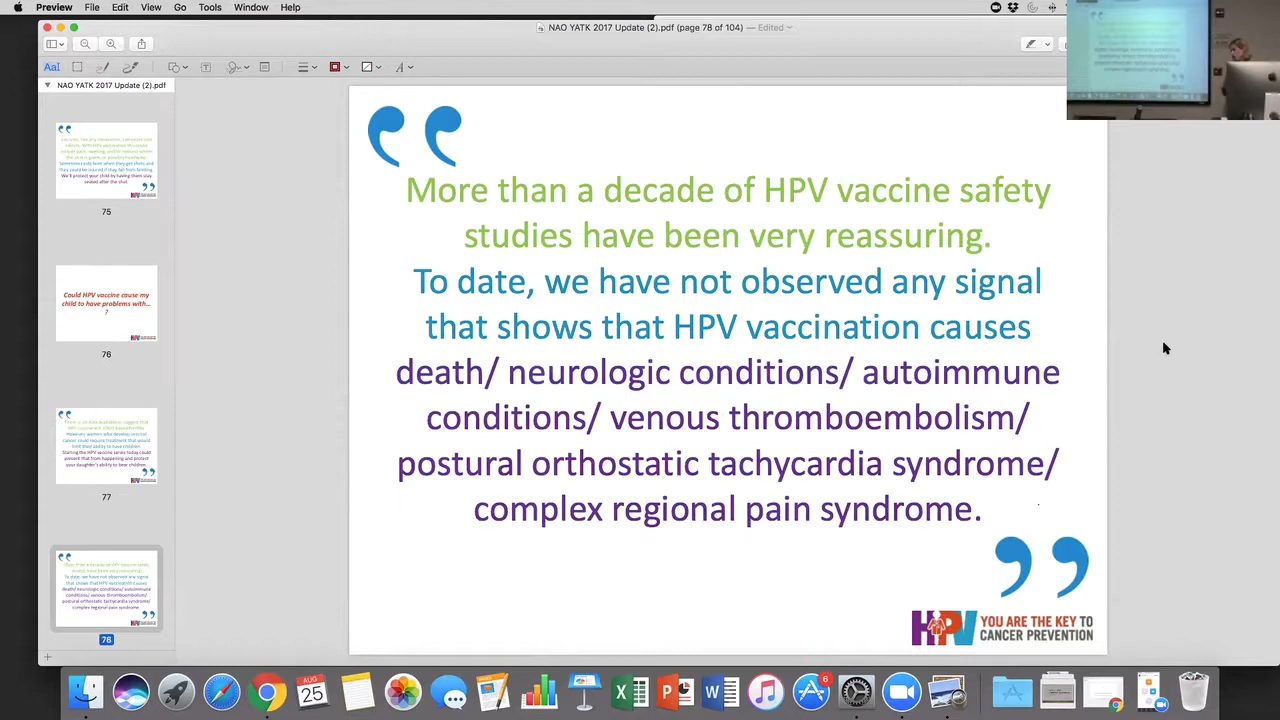 Preview File Edit View Go Tools Window Help
NAO YATK 2017 Update (2).pdf (page 78 of 104) — Edited
NAO YATK 2017 Update (2).pdf
75
Could HPV vaccine cause my
child to have problems with...
?
76
77
78
More than a decade of HPV vaccine safety
studies have been very reassuring.
To date, we have not observed any signal
that shows that HPV vaccination causes
death/ neurologic conditions/ autoimmune
conditions/ venous thromboembolism/
postural orthostatic tachycardia syndrome/
complex regional pain syndrome.
HPV YOU ARE THE KEY TO
CANCER PREVENTION
AUG
25
6